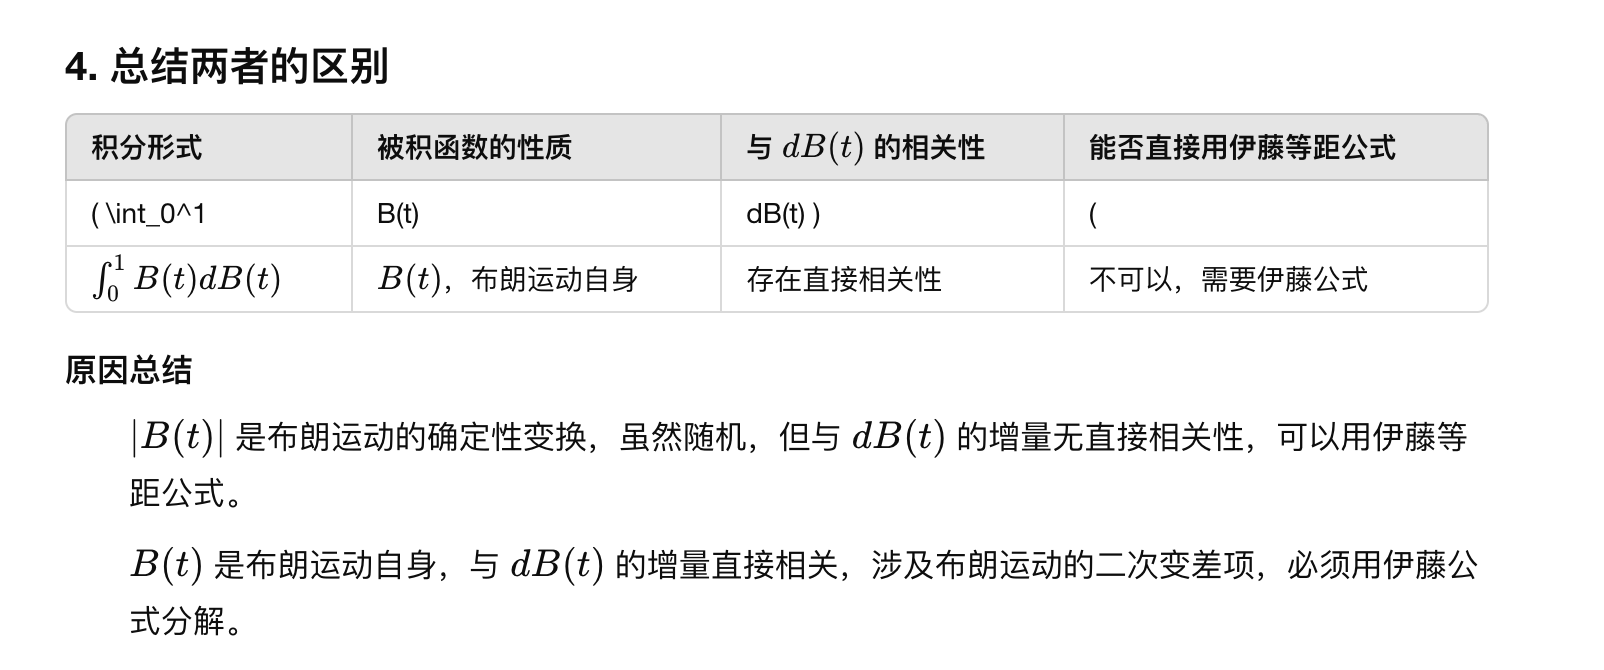 4. 总结两者的区别
积分形式 被积函数的性质 与 dB(t) 的相关性 能否直接用伊藤等距公式
( \int_0^1 B(t) dB(t) ) (
∫₀¹ B(t)dB(t) B(t)，布朗运动自身 存在直接相关性 不可以，需要伊藤公式
原因总结
|B(t)| 是布朗运动的确定性变换，虽然随机，但与 dB(t) 的增量无直接相关性，可以用伊藤等
距公式。
B(t) 是布朗运动自身，与 dB(t) 的增量直接相关，涉及布朗运动的二次变差项，必须用伊藤公
式分解。